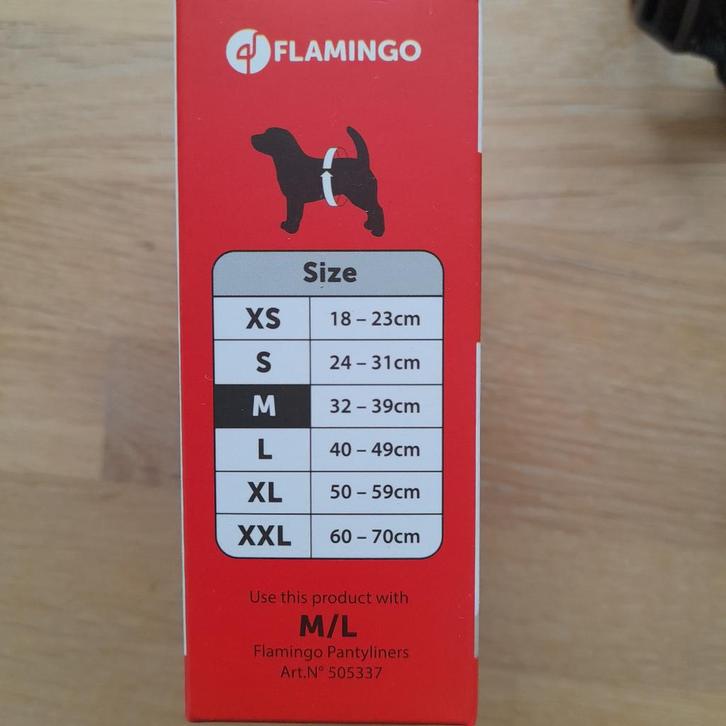 FLAMINGO
Size
XS 18 – 23cm
S 24 – 31cm
M 32 – 39cm
L 40 – 49cm
XL 50 – 59cm
XXL 60 – 70cm
Use this product with
M/L
Flamingo Pantyliners
Art.N° 505337